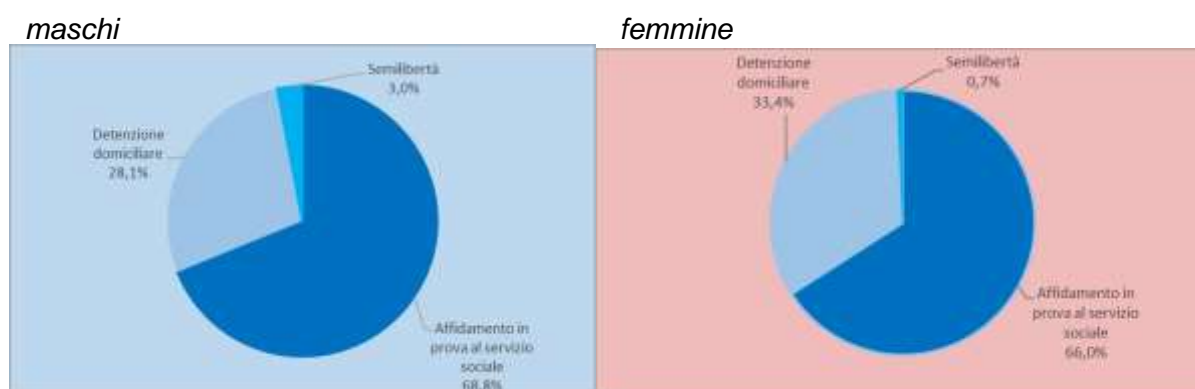 maschi
Semilibertà
3,0%
Detenzione
domiciliare
28,1%
Affidamento in
prova al servizio
sociale
68,8%
femmine
Detenzione
domiciliare
33,4%
Semilibertà
0,7%
Affidamento in
prova al servizio
sociale
66,0%